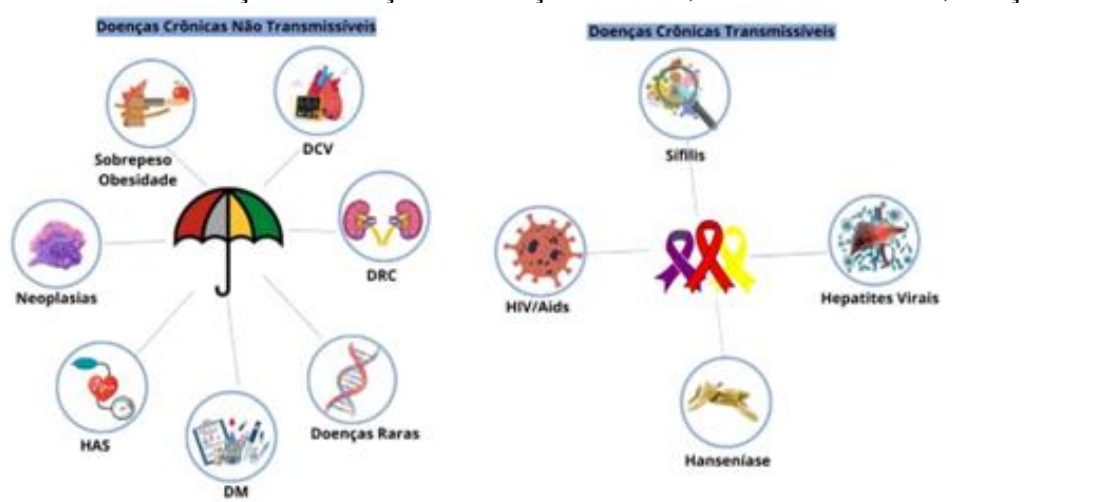 Doenças Crônicas Não Transmissíveis
Doenças Crônicas Transmissíveis
Sobrepeso
Obesidade
DCV
Neoplasias
DRC
HAS
DM
Doenças Raras
Sífilis
HIV/Aids
Hepatites Virais
Hanseníase